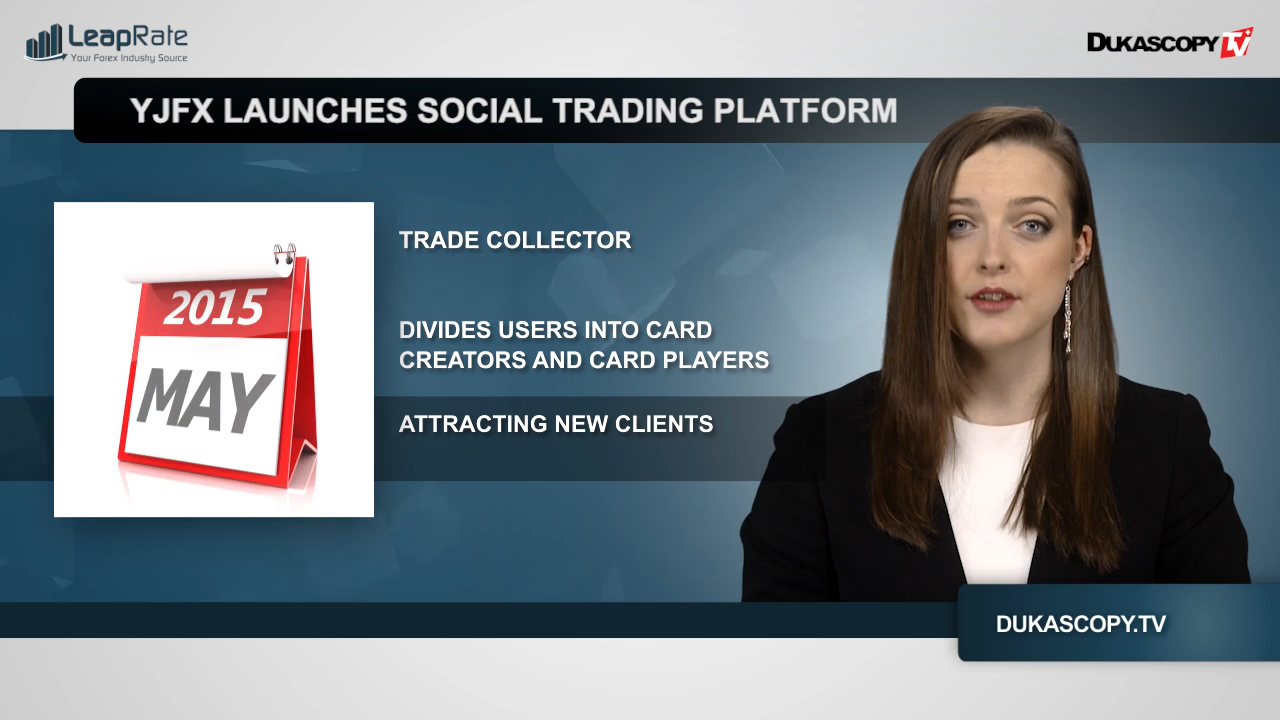 LeapRate
Your Forex Industry Source
DUKASCOPY TV
YJFX LAUNCHES SOCIAL TRADING PLATFORM
2015
MAY
TRADE COLLECTOR
DIVIDES USERS INTO CARD
CREATORS AND CARD PLAYERS
ATTRACTING NEW CLIENTS
DUKASCOPY.TV